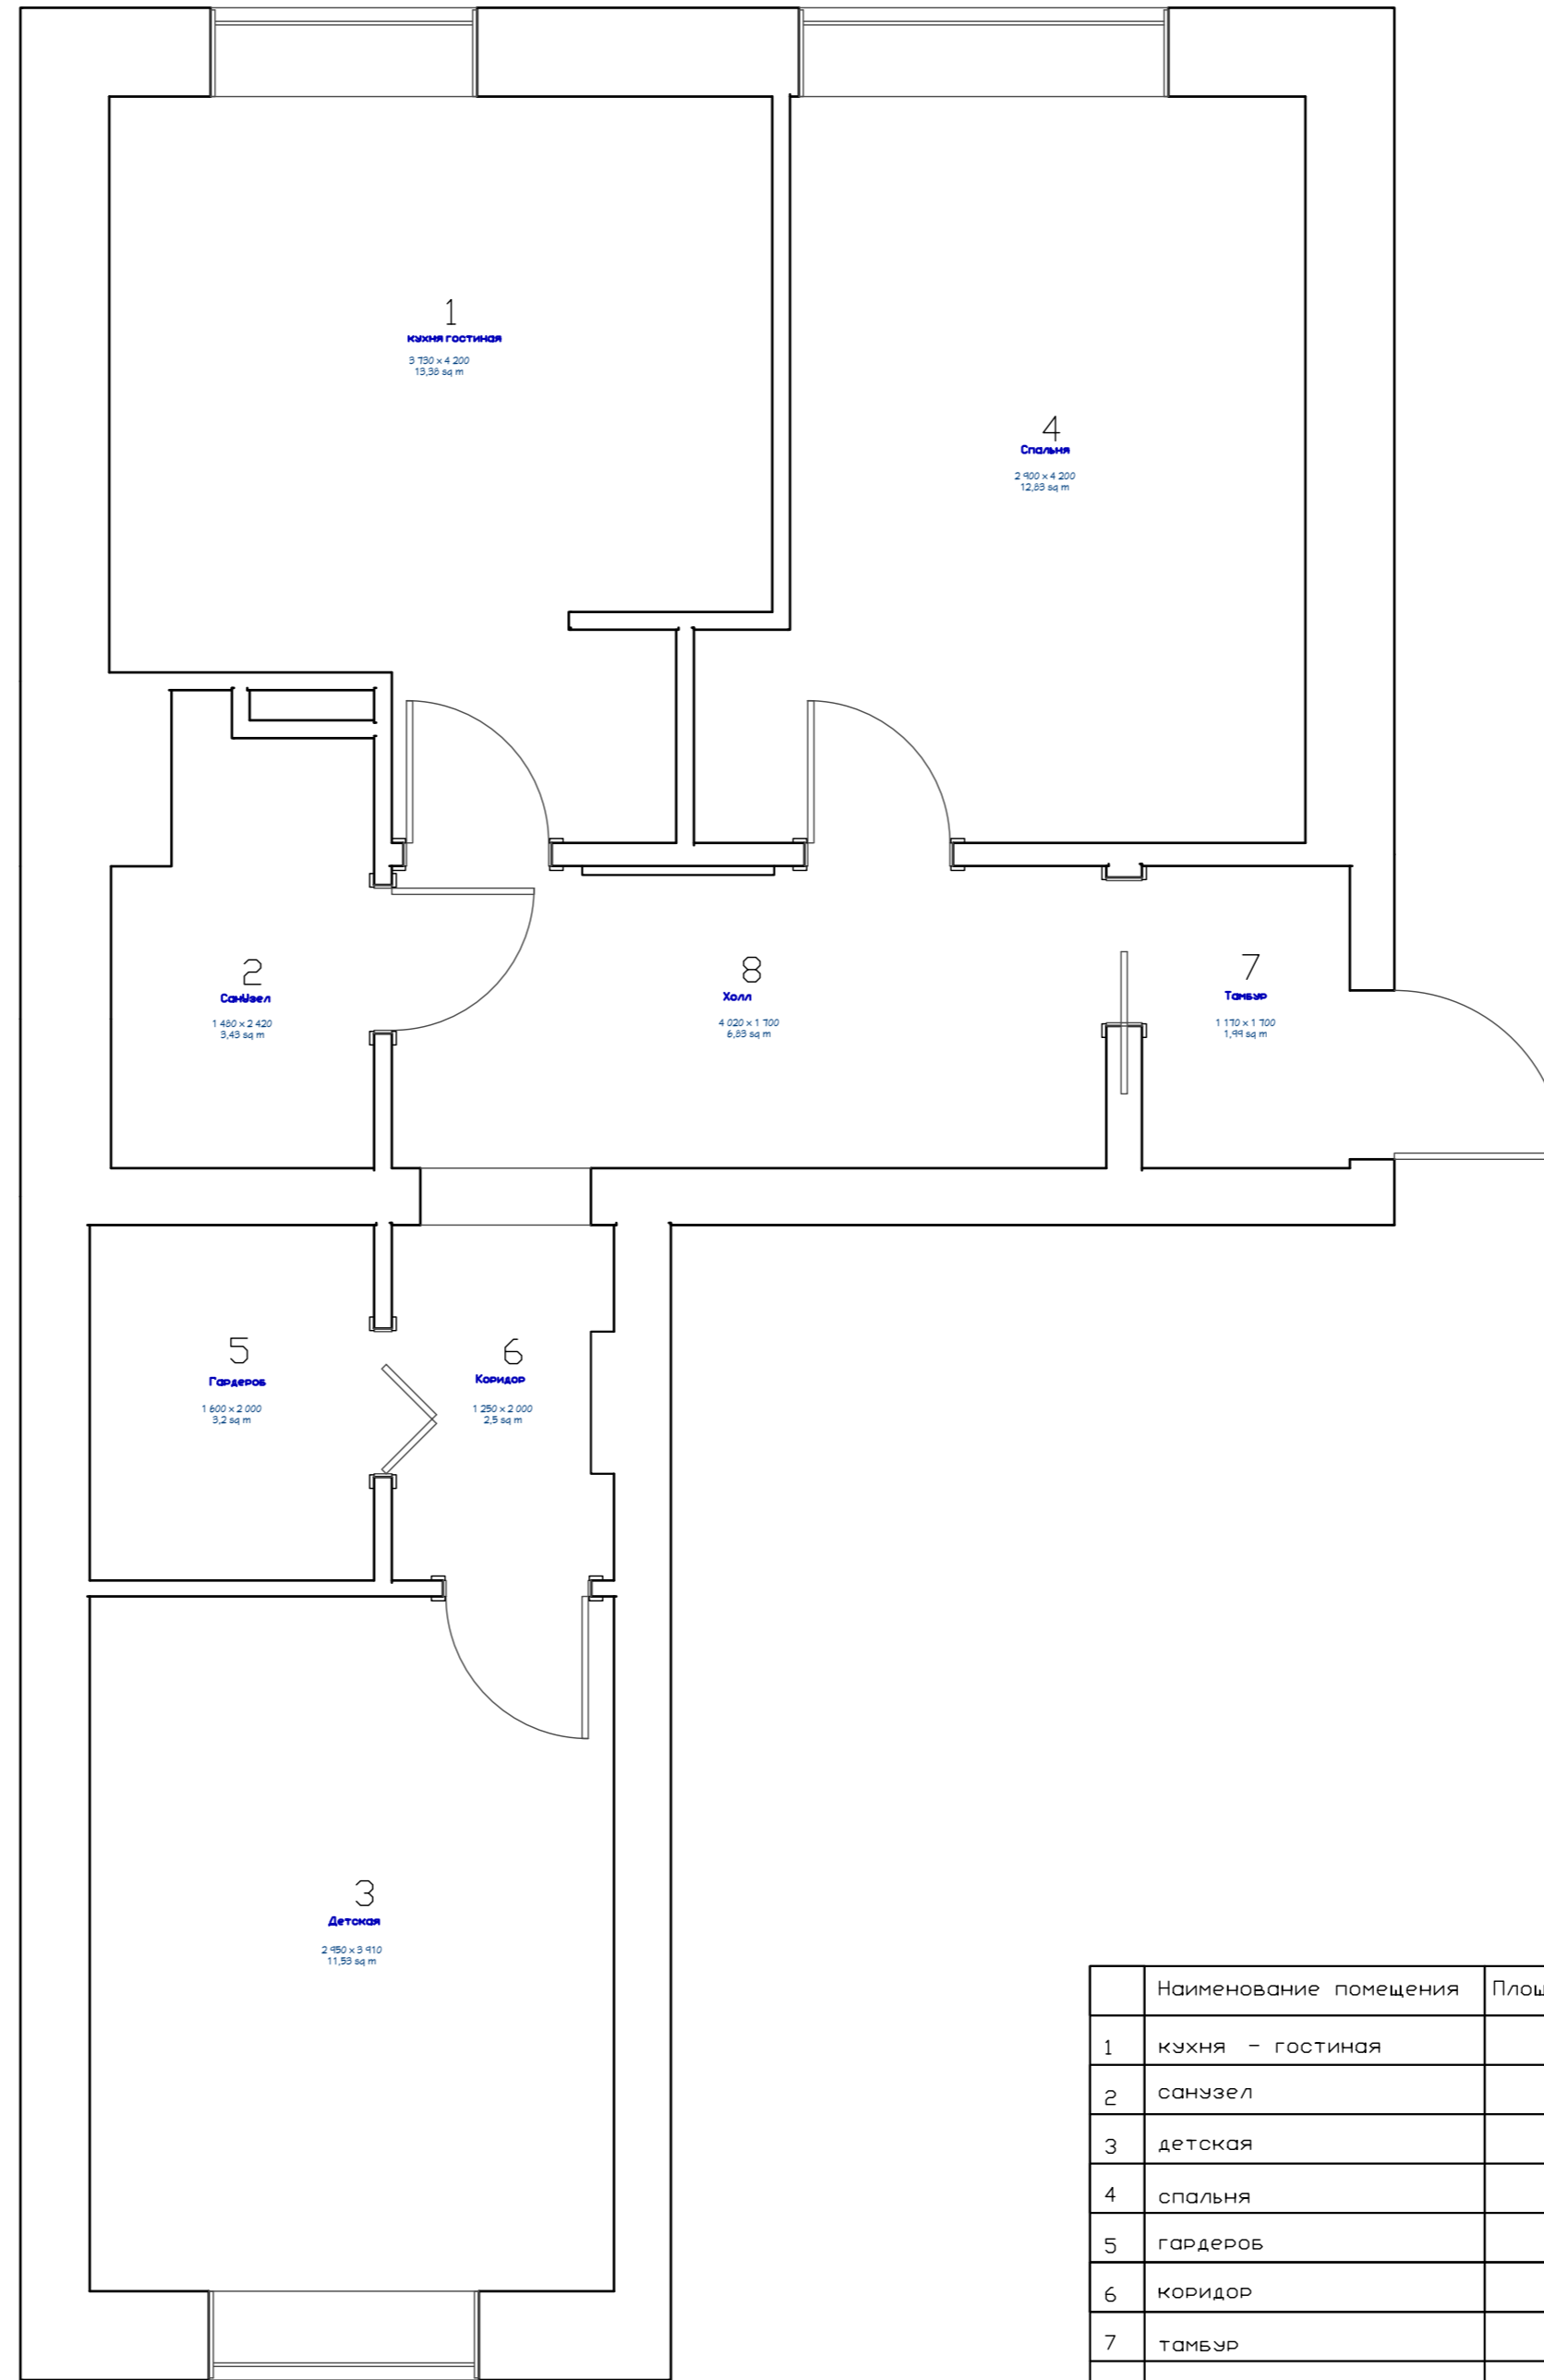 1
кухня гостиная
3 730 x 4 200
13,38 sq m
4
Спальня
2 900 x 4 200
12,83 sq m
2
СанУзел
1 480 x 2 420
3,43 sq m
8
Холл
4 020 x 1 700
6,83 sq m
7
Тамбур
1 170 x 1 700
1,99 sq m
5
Гардероб
1 600 x 2 000
3,2 sq m
6
Коридор
1 250 x 2 000
2,5 sq m
3
Детская
2 950 x 3 910
11,53 sq m
Наименование помещения Площ
1 кухня - гостиная
2 санузел
3 детская
4 спальня
5 гардероб
6 коридор
7 тамбур